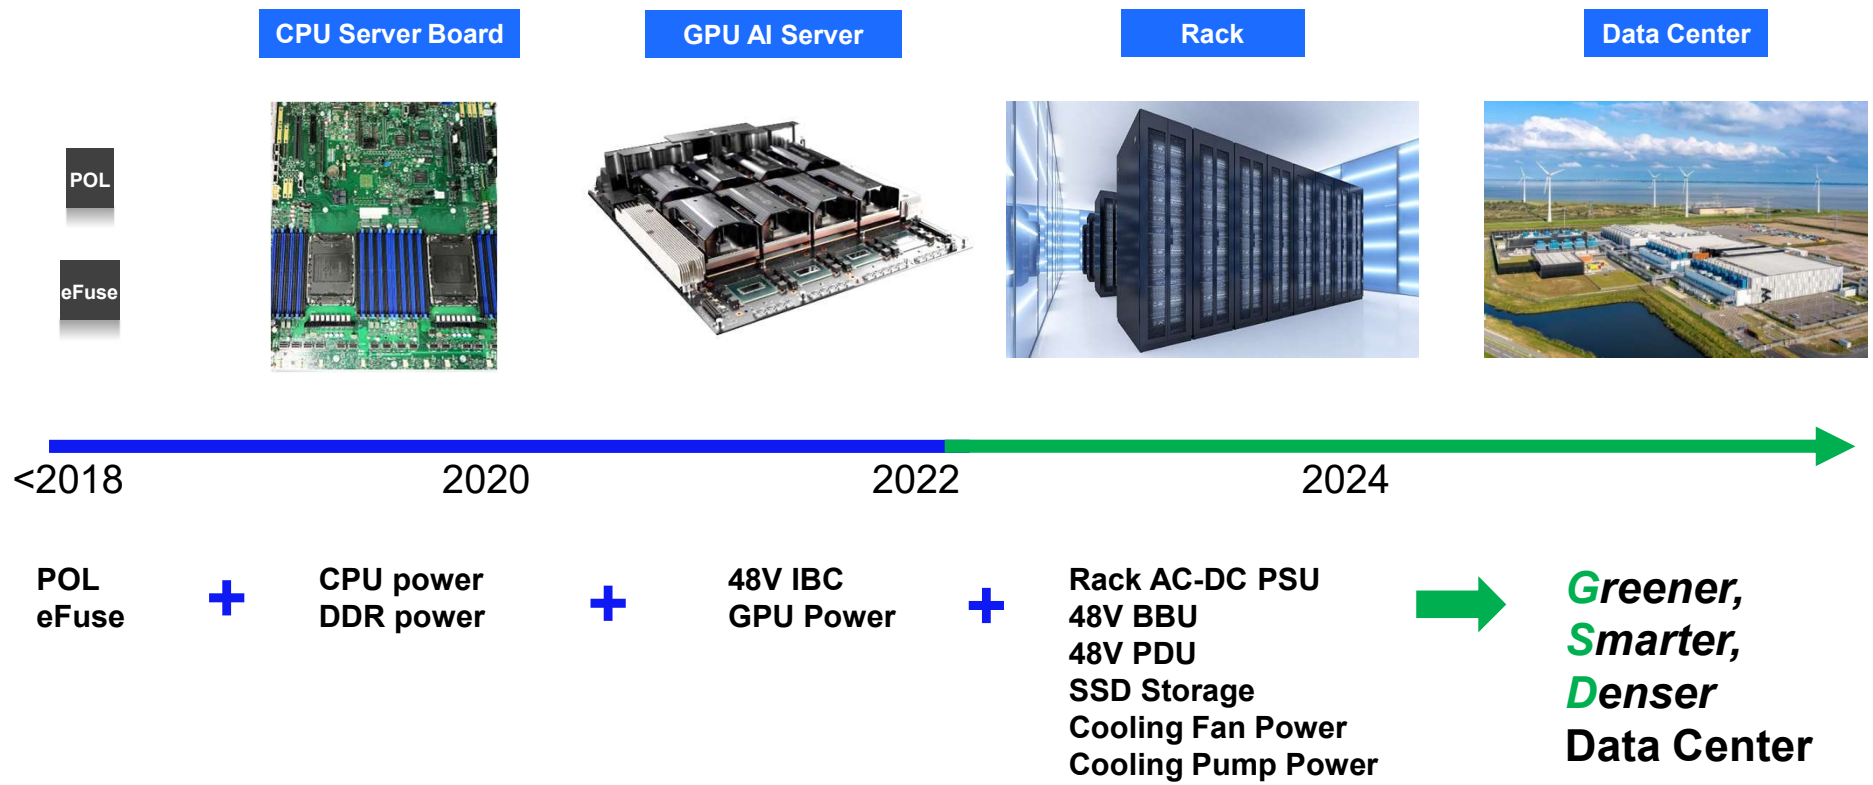 CPU Server Board
GPU AI Server
Rack
Data Center
POL
eFuse
<2018
2020
2022
2024
POL
eFuse
+
CPU power
DDR power
+
48V IBC
GPU Power
+
Rack AC-DC PSU
48V BBU
48V PDU
SSD Storage
Cooling Fan Power
Cooling Pump Power
Greener,
Smarter,
Denser
Data Center